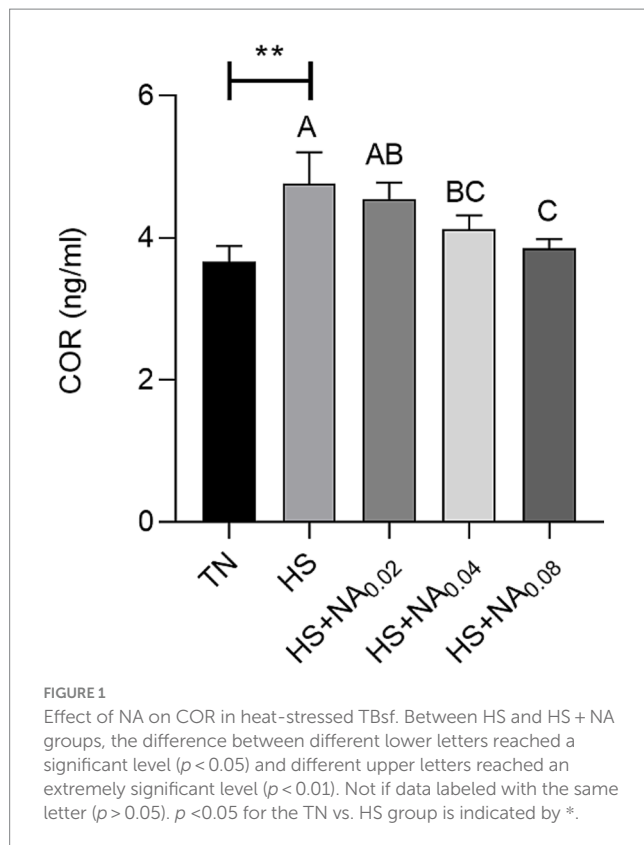 **
6
A
AB
BC
C
4
COR (ng/ml)
2
0
TN
HS
HS+NA0.02
HS+NA0.04
HS+NA0.08
FIGURE 1
Effect of NA on COR in heat-stressed TBsf. Between HS and HS + NA
groups, the difference between different lower letters reached a
significant level (p < 0.05) and different upper letters reached an
extremely significant level (p < 0.01). Not if data labeled with the same
letter (p > 0.05). p <0.05 for the TN vs. HS group is indicated by *.